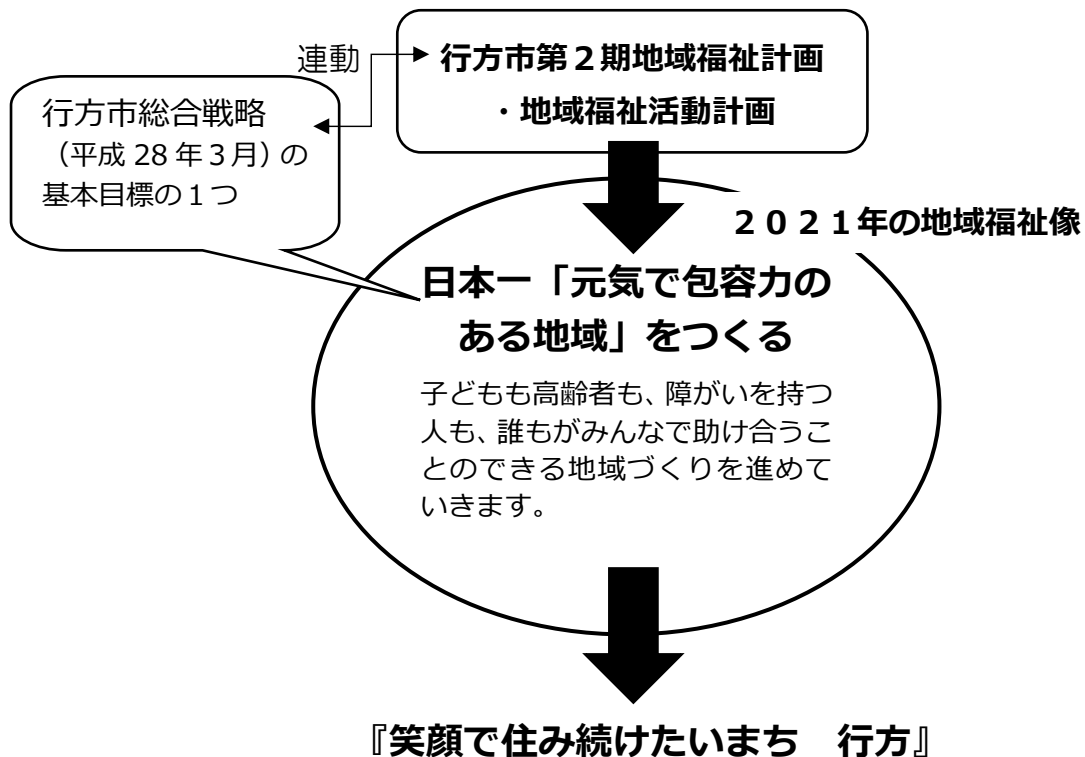 連動
行方市第２期地域福祉計画
・地域福祉活動計画
行方市総合戦略
（平成 28 年３月）の
基本目標の１つ
２０２１年の地域福祉像
日本一「元気で包容力の
ある地域」をつくる
子どもも高齢者も、障がいを持つ
人も、誰もがみんなで助け合うこ
とのできる地域づくりを進めて
いきます。
『笑顔で住み続けたいまち　行方』